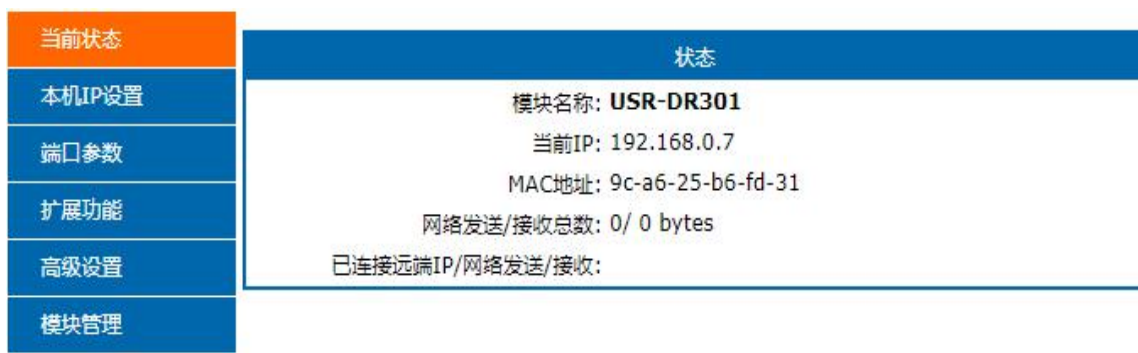 当前状态
本机IP设置
端口参数
扩展功能
高级设置
模块管理
状态
模块名称: USR-DR301
当前IP: 192.168.0.7
MAC地址: 9c-a6-25-b6-fd-31
网络发送/接收总数: 0/ 0 bytes
已连接远端IP/网络发送/接收: